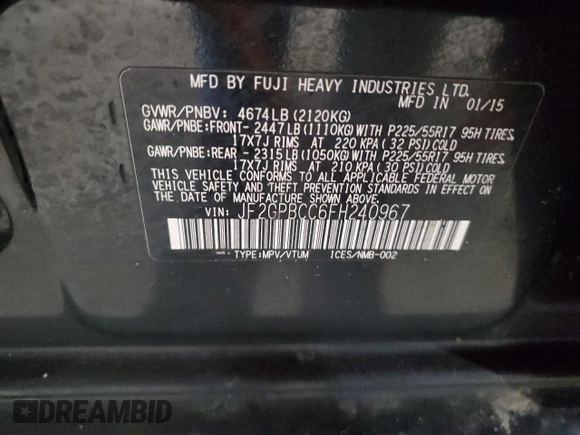 MFD BY FUJI HEAVY INDUSTRIES LTD.
MFD IN 01/15
GVWR/PNBV: 4674LB(2120KG)
GAWR/PNBE:FRONT-2447LB(1110KG)WITH P225/55R17 95H TIRES,
17X7J RIMS AT 220 KPA(32 PSI)COLD
GAWR/PNBE:REAR-2315LB(1050KG)WITH P225/55R17 95H TIRES,
17X7J RIMS AT 210 KPA(30 PSI)COLD
THIS VEHICLE CONFORMS TO ALL APPLICABLE FEDERAL MOTOR
VEHICLE SAFETY AND THEFT PREVENTION STANDARDS IN EFFECT ON
THE DATE OF MANUFACTURE SHOWN ABOVE.
VIN: JF2GPBCC6FH240967
TYPE:MPV/VTUM ICES/NMB-002
DREAMBID